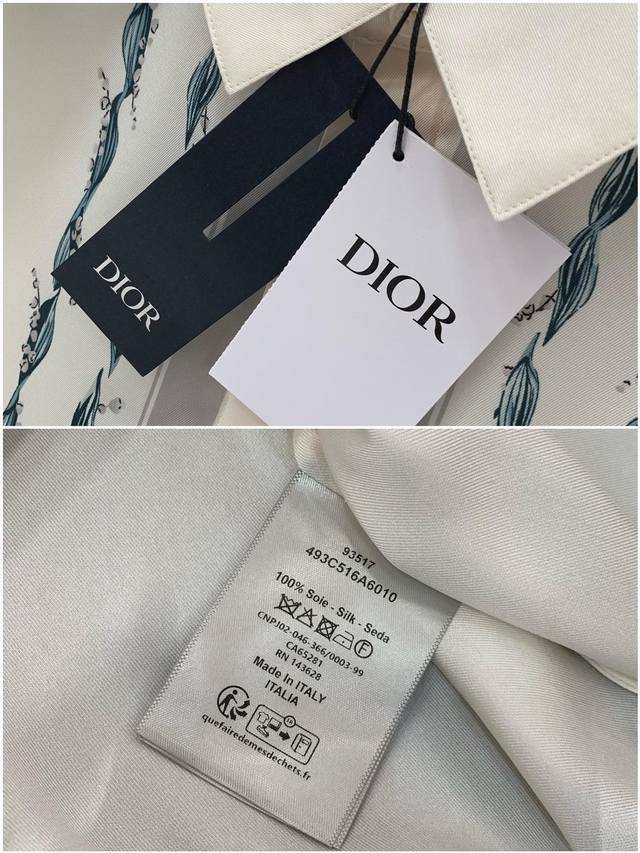 DIOR
DIOR
93517
493C516A6010
100% Soie - Silk - Seda
F
CNPJ02-046-366/0003-99
CA65281
RN 143628
Made In ITALY
ITALIA
FR
quefairedemesdechets.fr